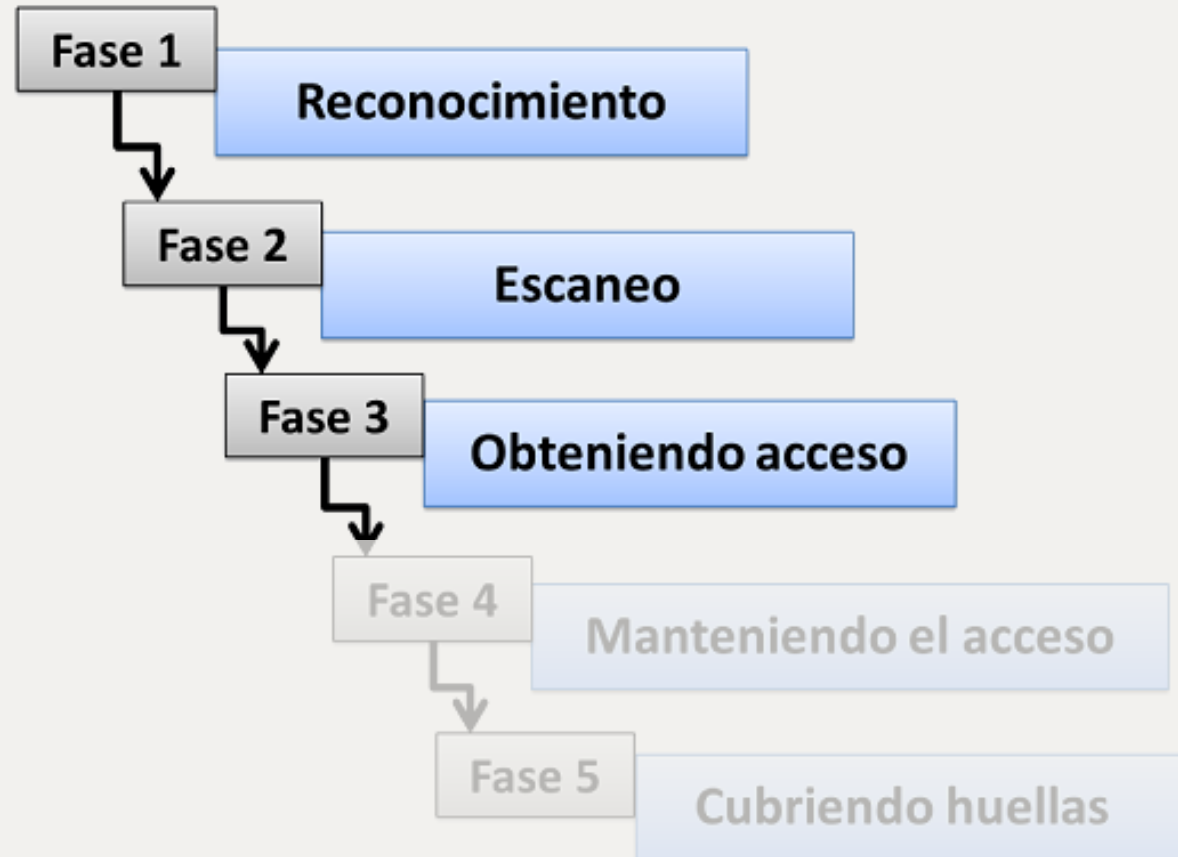 Fase 1
Reconocimiento
Fase 2
Escaneo
Fase 3
Obteniendo acceso
Fase 4
Manteniendo el acceso
Fase 5
Cubriendo huellas